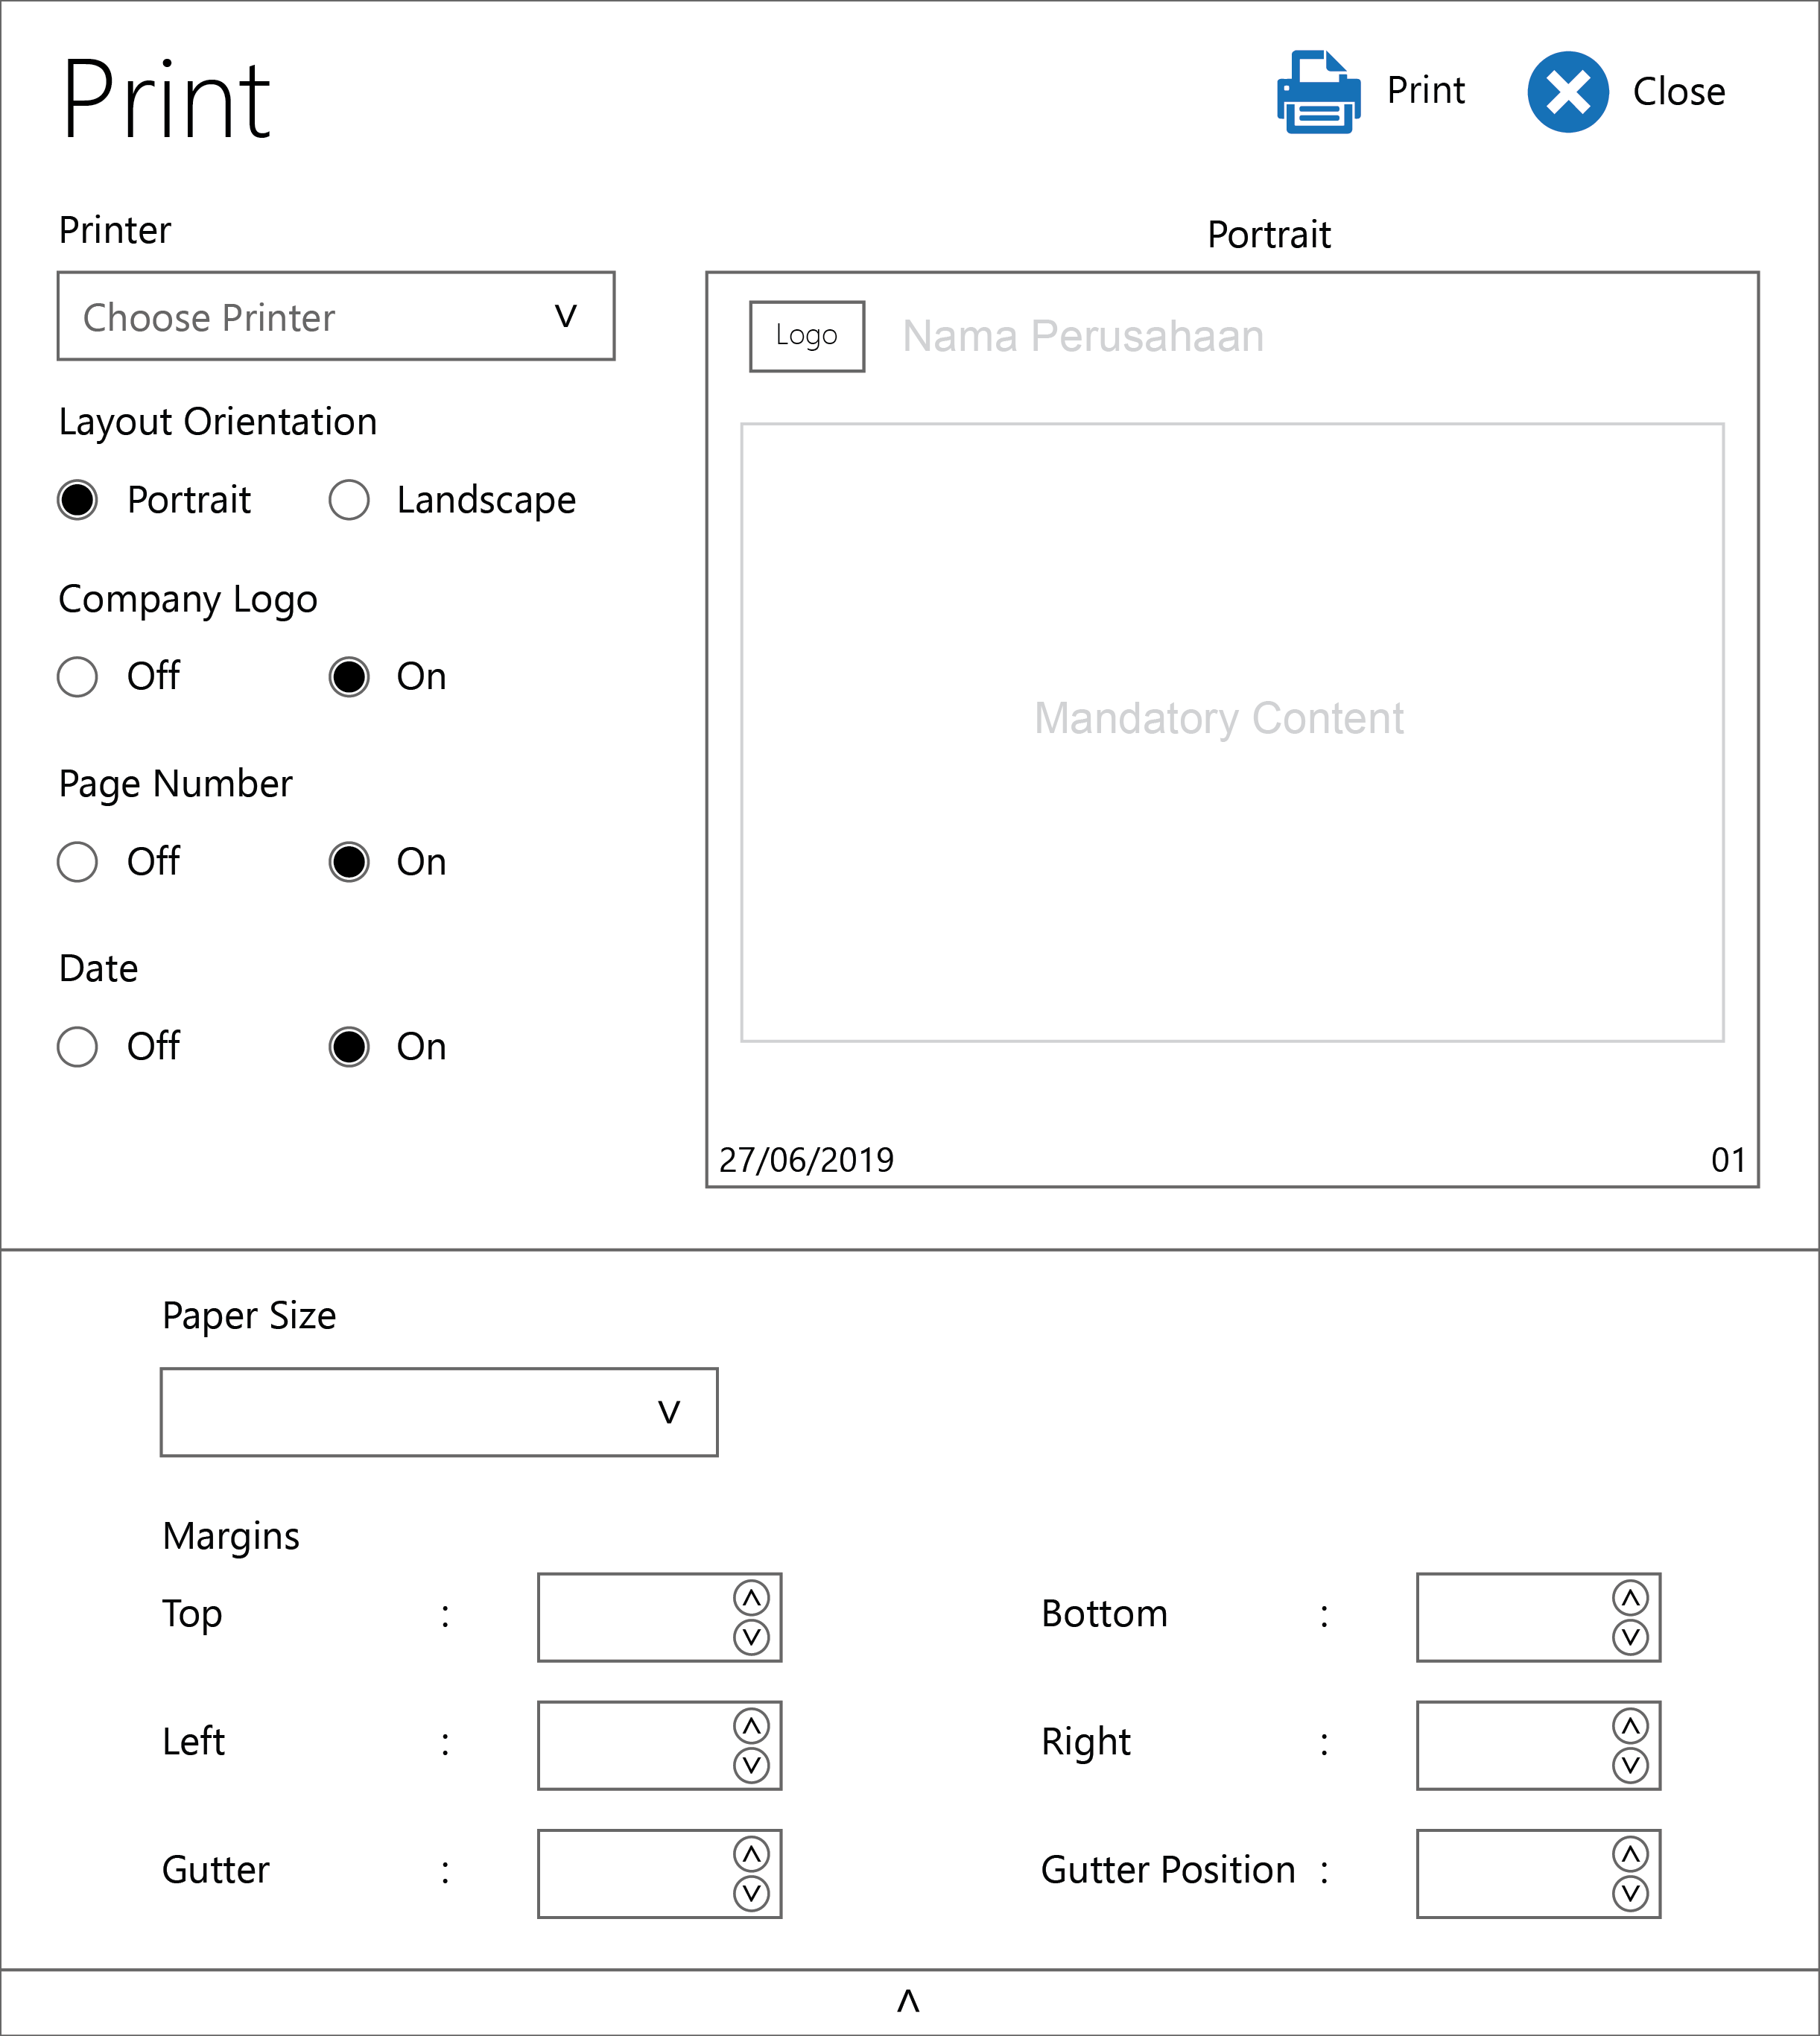 Print
Print
Close
Printer
Choose Printer
Layout Orientation
Portrait
Landscape
Company Logo
Off
On
Page Number
Off
On
Date
Off
On
Portrait
Logo
Nama Perusahaan
Mandatory Content
27/06/2019
01
Paper Size
Margins
Top :
Bottom :
Left :
Right :
Gutter :
Gutter Position :